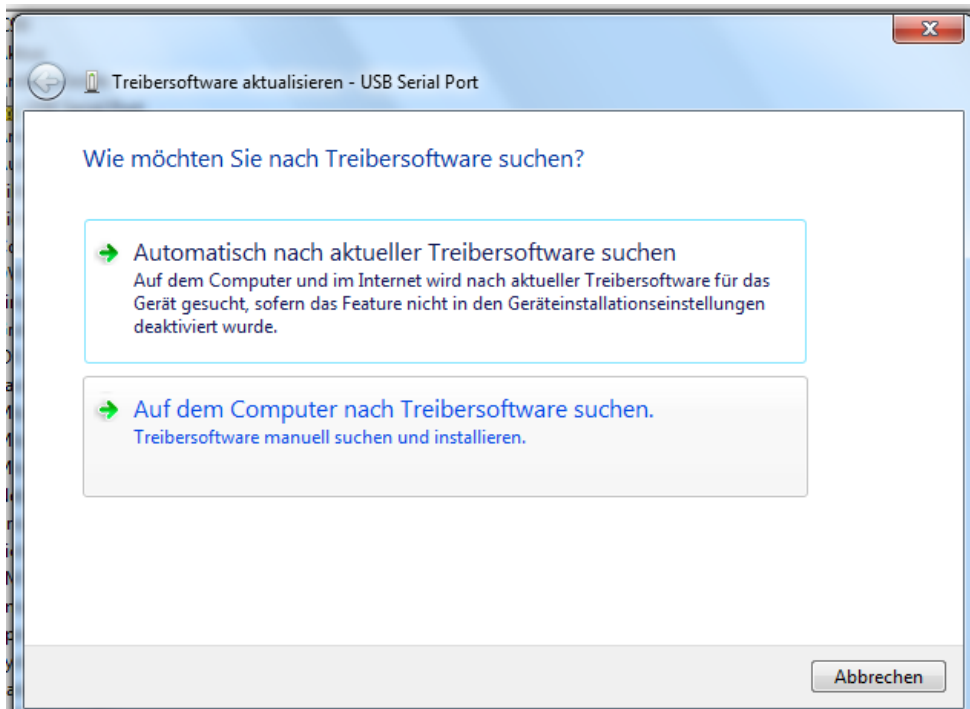 Treibersoftware aktualisieren - USB Serial Port
Wie möchten Sie nach Treibersoftware suchen?
Automatisch nach aktueller Treibersoftware suchen
Auf dem Computer und im Internet wird nach aktueller Treibersoftware für das
Gerät gesucht, sofern das Feature nicht in den Geräteinstallationseinstellungen
deaktiviert wurde.
Auf dem Computer nach Treibersoftware suchen.
Treibersoftware manuell suchen und installieren.
Abbrechen